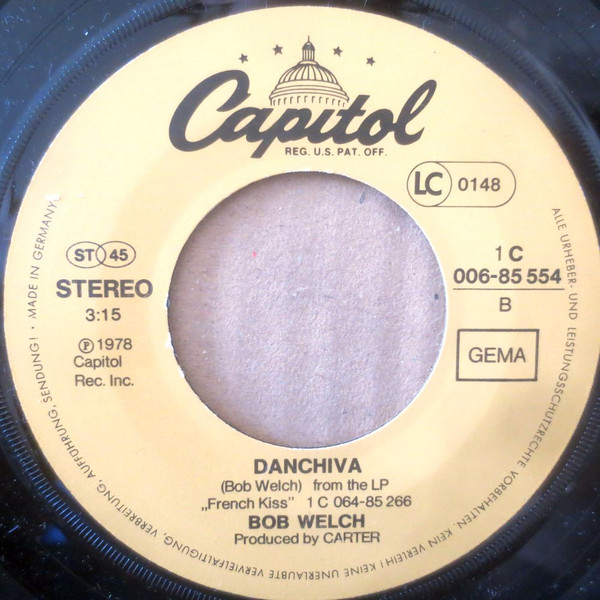 Capitol
REG. U.S. PAT. OFF.
LC 0148
ST 45
STEREO
3:15
℗ 1978
Capitol
Rec. Inc.
1 C
006-85 554
B
GEMA
DANCHIVA
(Bob Welch) from the LP
„French Kiss" 1 C 064-85 266
BOB WELCH
Produced by CARTER
ALLE URHEBER- UND LEISTUNGSSCHUTZRECHTE VORBEHALTEN. KEIN VERLEIH! KEINE UNERLAUBTE VERVIELFÄLTIGUNG, VERBREITUNG, AUFFÜHRUNG, SENDUNG! • MADE IN GERMANY